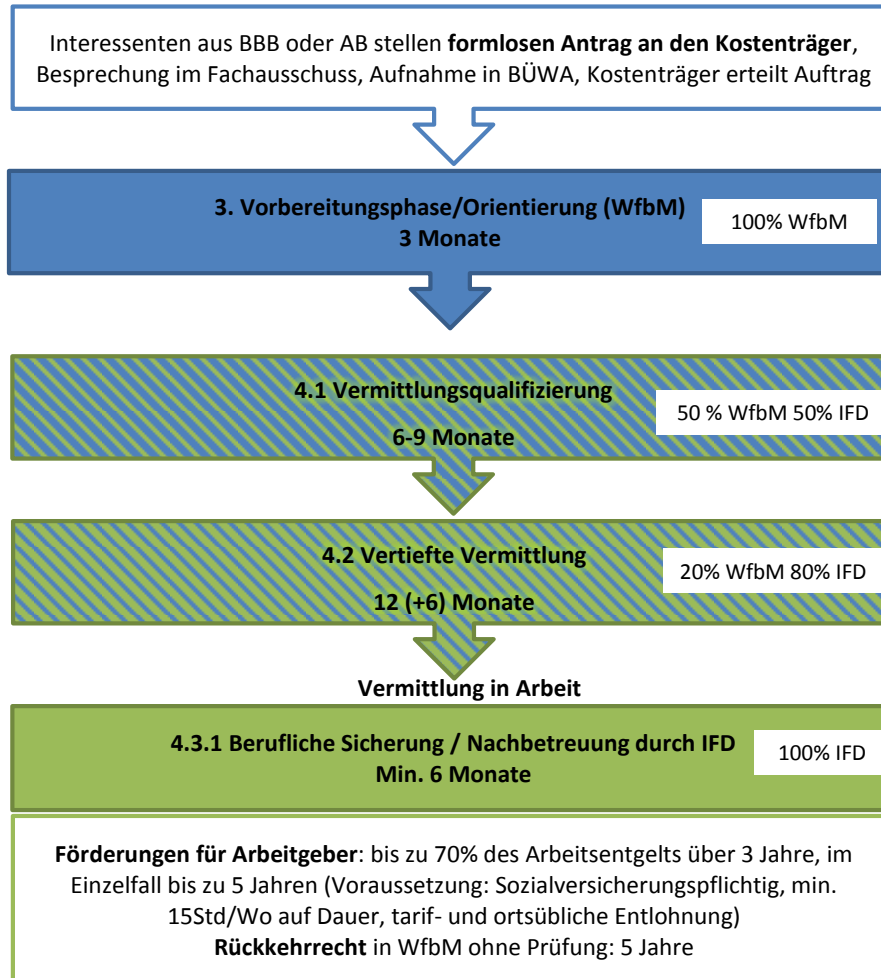 Interessenten aus BBB oder AB stellen formlosen Antrag an den Kostenträger,
Besprechung im Fachausschuss, Aufnahme in BÜWA, Kostenträger erteilt Auftrag
3. Vorbereitungsphase/Orientierung (WfbM)
3 Monate
100% WfbM
4.1 Vermittlungsqualifizierung
6-9 Monate
50 % WfbM 50% IFD
4.2 Vertiefte Vermittlung
12 (+6) Monate
20% WfbM 80% IFD
Vermittlung in Arbeit
4.3.1 Berufliche Sicherung / Nachbetreuung durch IFD
Min. 6 Monate
100% IFD
Förderungen für Arbeitgeber: bis zu 70% des Arbeitsentgelts über 3 Jahre, im
Einzelfall bis zu 5 Jahren (Voraussetzung: Sozialversicherungspflichtig, min.
15Std/Wo auf Dauer, tarif- und ortsübliche Entlohnung)
Rückkehrrecht in WfbM ohne Prüfung: 5 Jahre